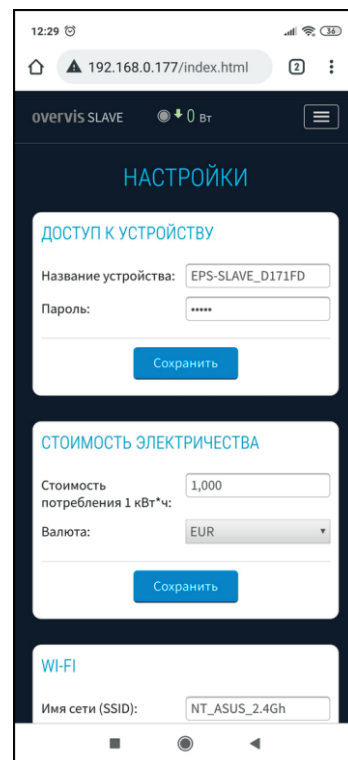 12:29
36
192.168.0.177/index.html
2
overvis SLAVE
0 Вт
НАСТРОЙКИ
ДОСТУП К УСТРОЙСТВУ
Название устройства: EPS-SLAVE_D171FD
Пароль: •••••
Сохранить
СТОИМОСТЬ ЭЛЕКТРИЧЕСТВА
Стоимость
потребления 1 кВт*ч: 1,000
Валюта: EUR
Сохранить
WI-FI
Имя сети (SSID): NT_ASUS_2.4Gh